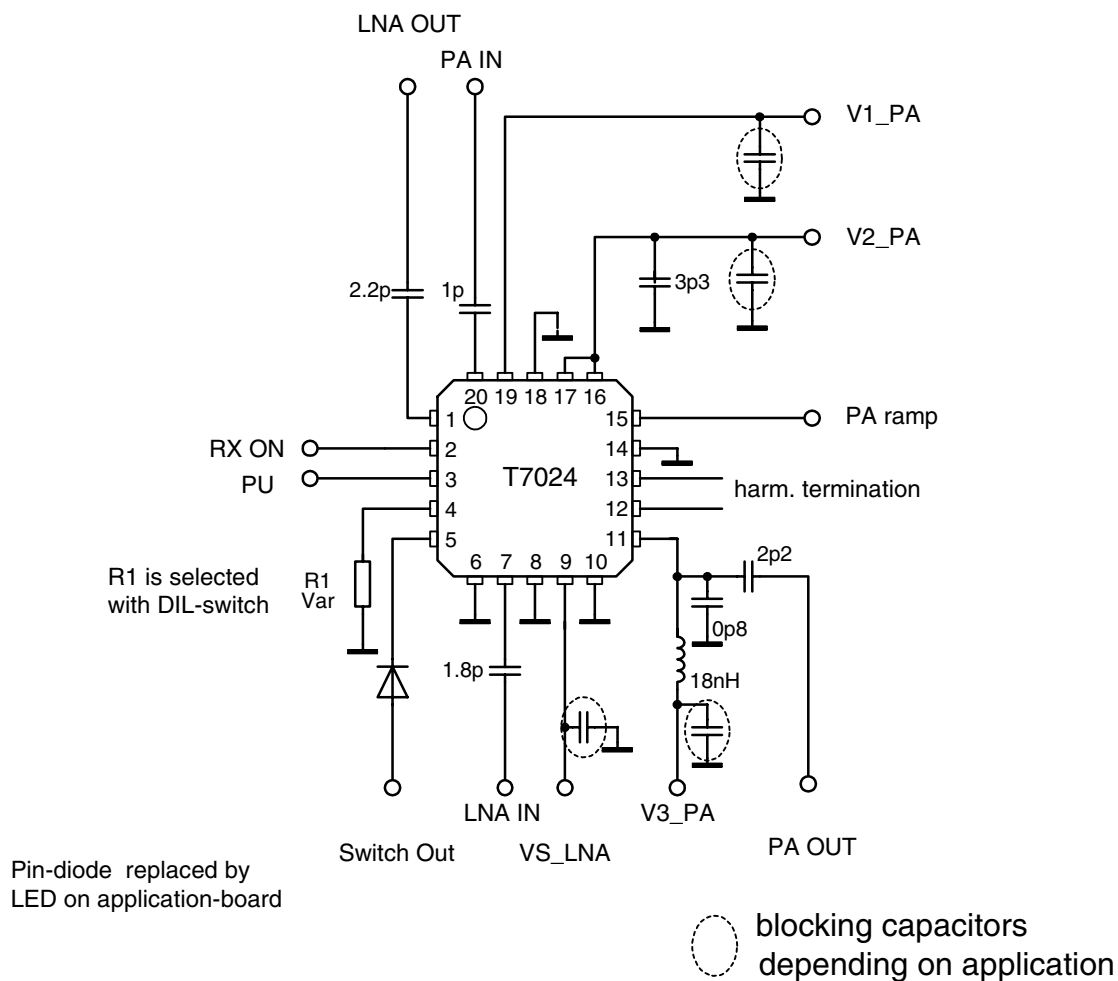 LNA OUT
PA IN
V1_PA
V2_PA
2.2p
1p
3p3
20
19
18
17
16
1
15
PA ramp
RX ON
2
14
PU
3
T7024
13
harm. termination
4
12
5
11
6
7
8
9
10
2p2
R1 is selected
with DIL-switch
R1
Var
0p8
1.8p
18nH
LNA IN
V3_PA
Switch Out
VS_LNA
PA OUT
Pin-diode replaced by
LED on application-board
blocking capacitors
depending on application